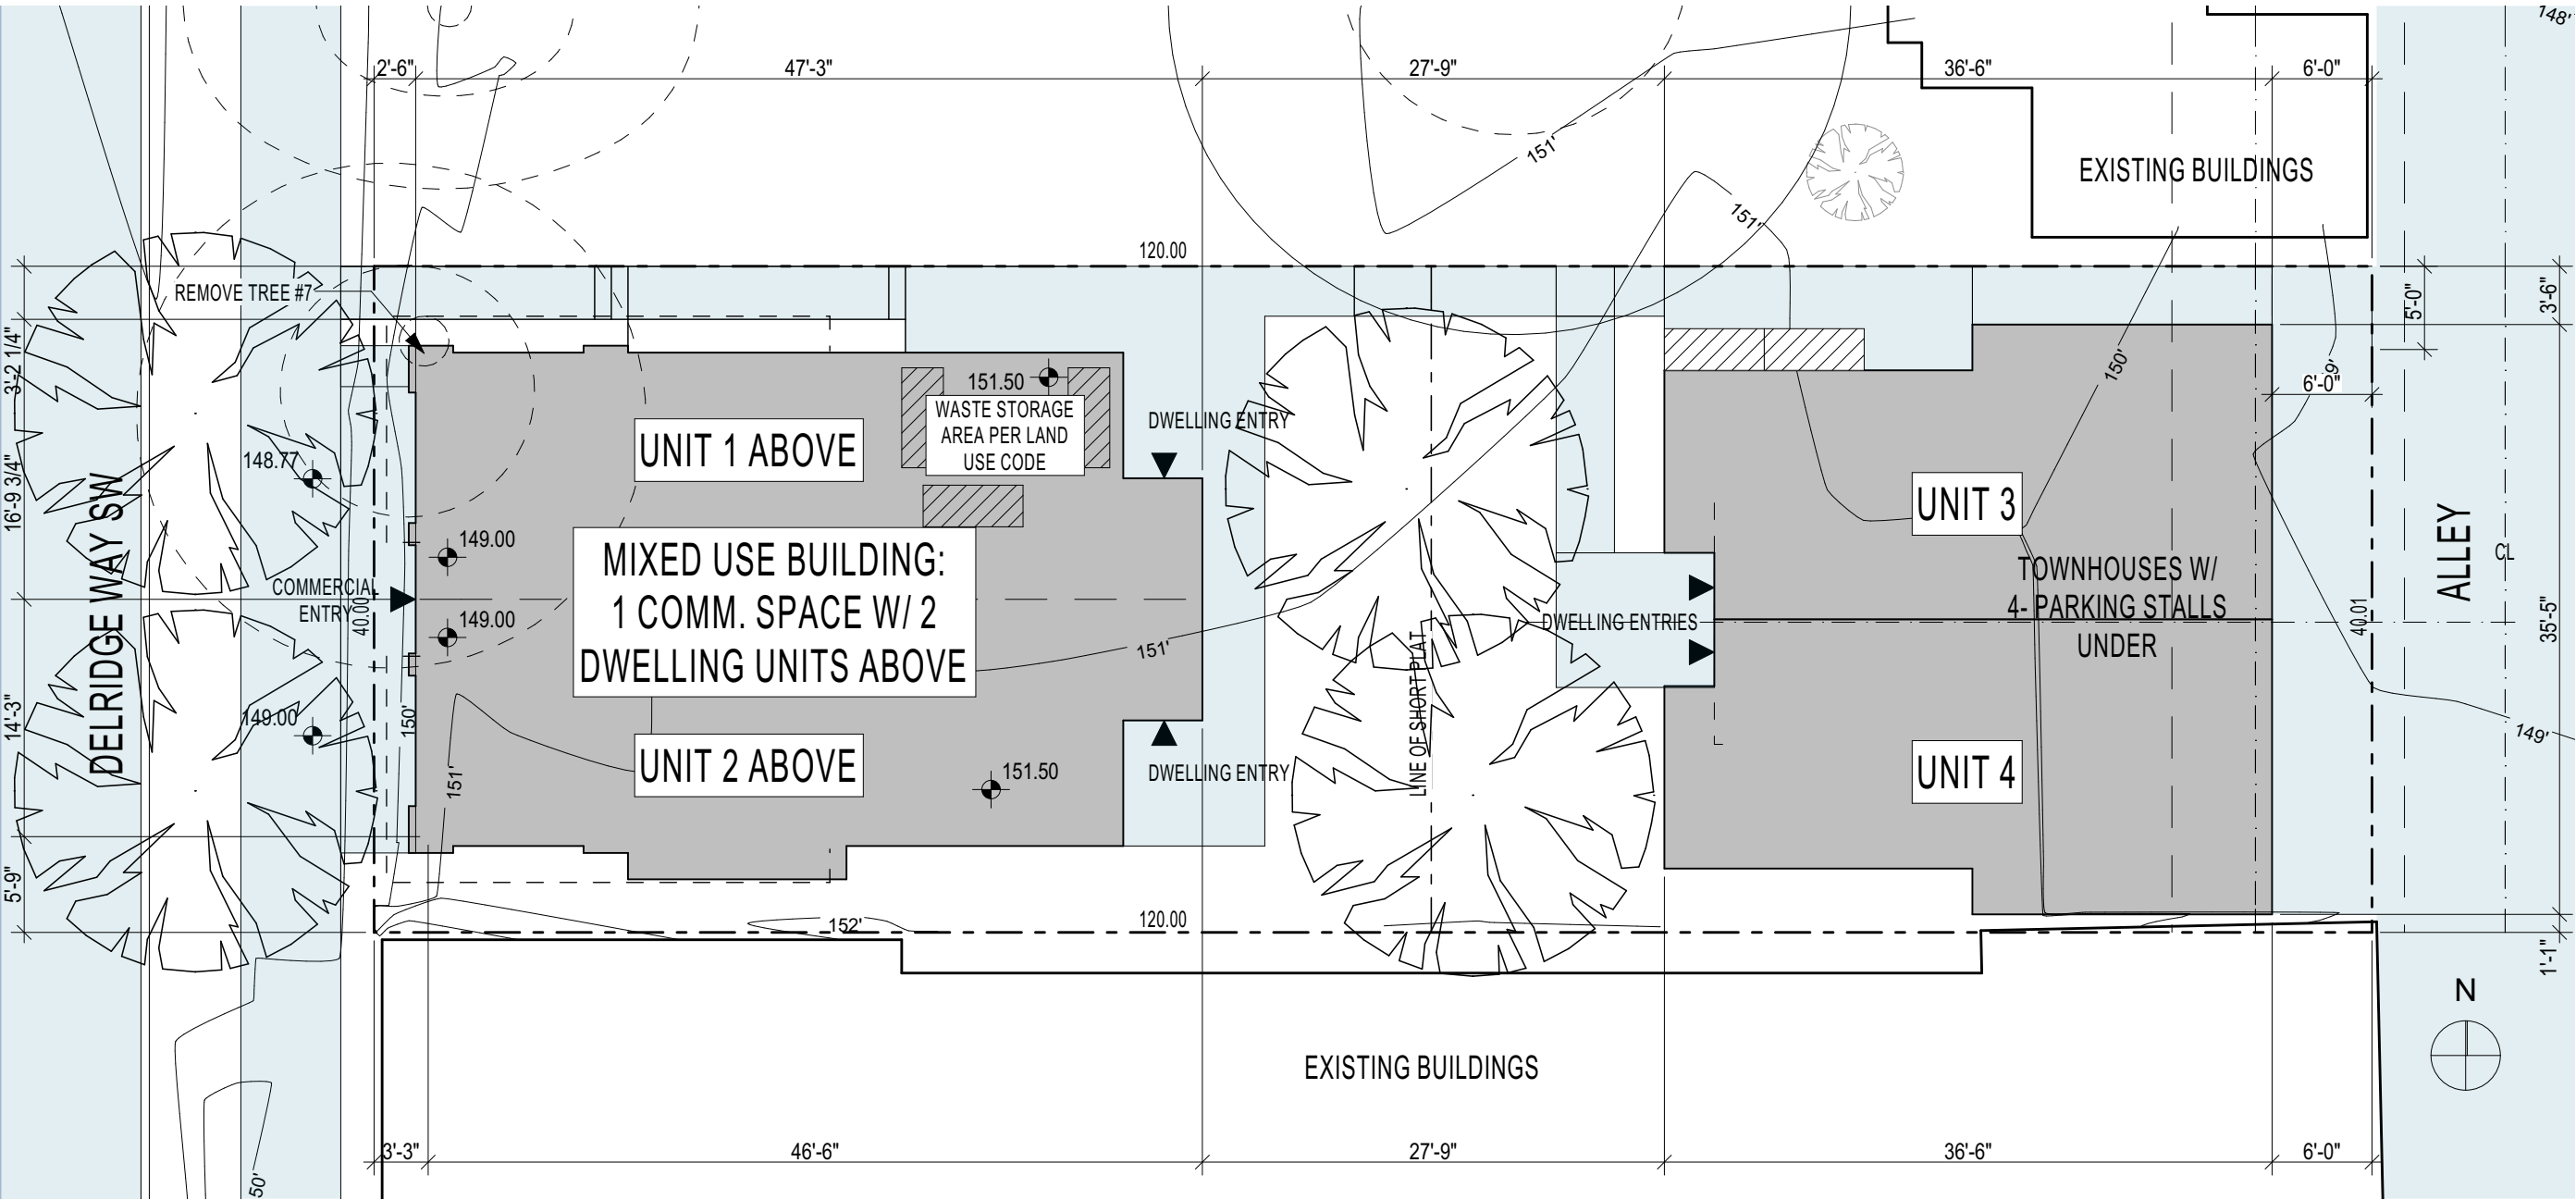 148'
2'-6"
47'-3"
27'-9"
36'-6"
6'-0"
151'
EXISTING BUILDINGS
151'
120.00
REMOVE TREE #7
5'-0"
3'-6"
3'-2 1/4"
150'
9'
6'-0"
151.50
WASTE STORAGE
AREA PER LAND
USE CODE
DWELLING ENTRY
UNIT 1 ABOVE
148.77
16'-9 3/4"
DELRIDGE WAY SW
UNIT 3
149.00
MIXED USE BUILDING:
1 COMM. SPACE W/ 2
DWELLING UNITS ABOVE
COMMERCIAL
ENTRY
40.00
149.00
TOWNHOUSES W/
4- PARKING STALLS
UNDER
ALLEY
CL
40.01
35'-5"
DWELLING ENTRIES
151'
LINE OF SHORT PLAT
14'-3"
149.00
150'
151'
UNIT 2 ABOVE
151.50
DWELLING ENTRY
UNIT 4
149'
5'-9"
152'
120.00
1'-1"
N
EXISTING BUILDINGS
3'-3"
46'-6"
27'-9"
36'-6"
6'-0"
50'